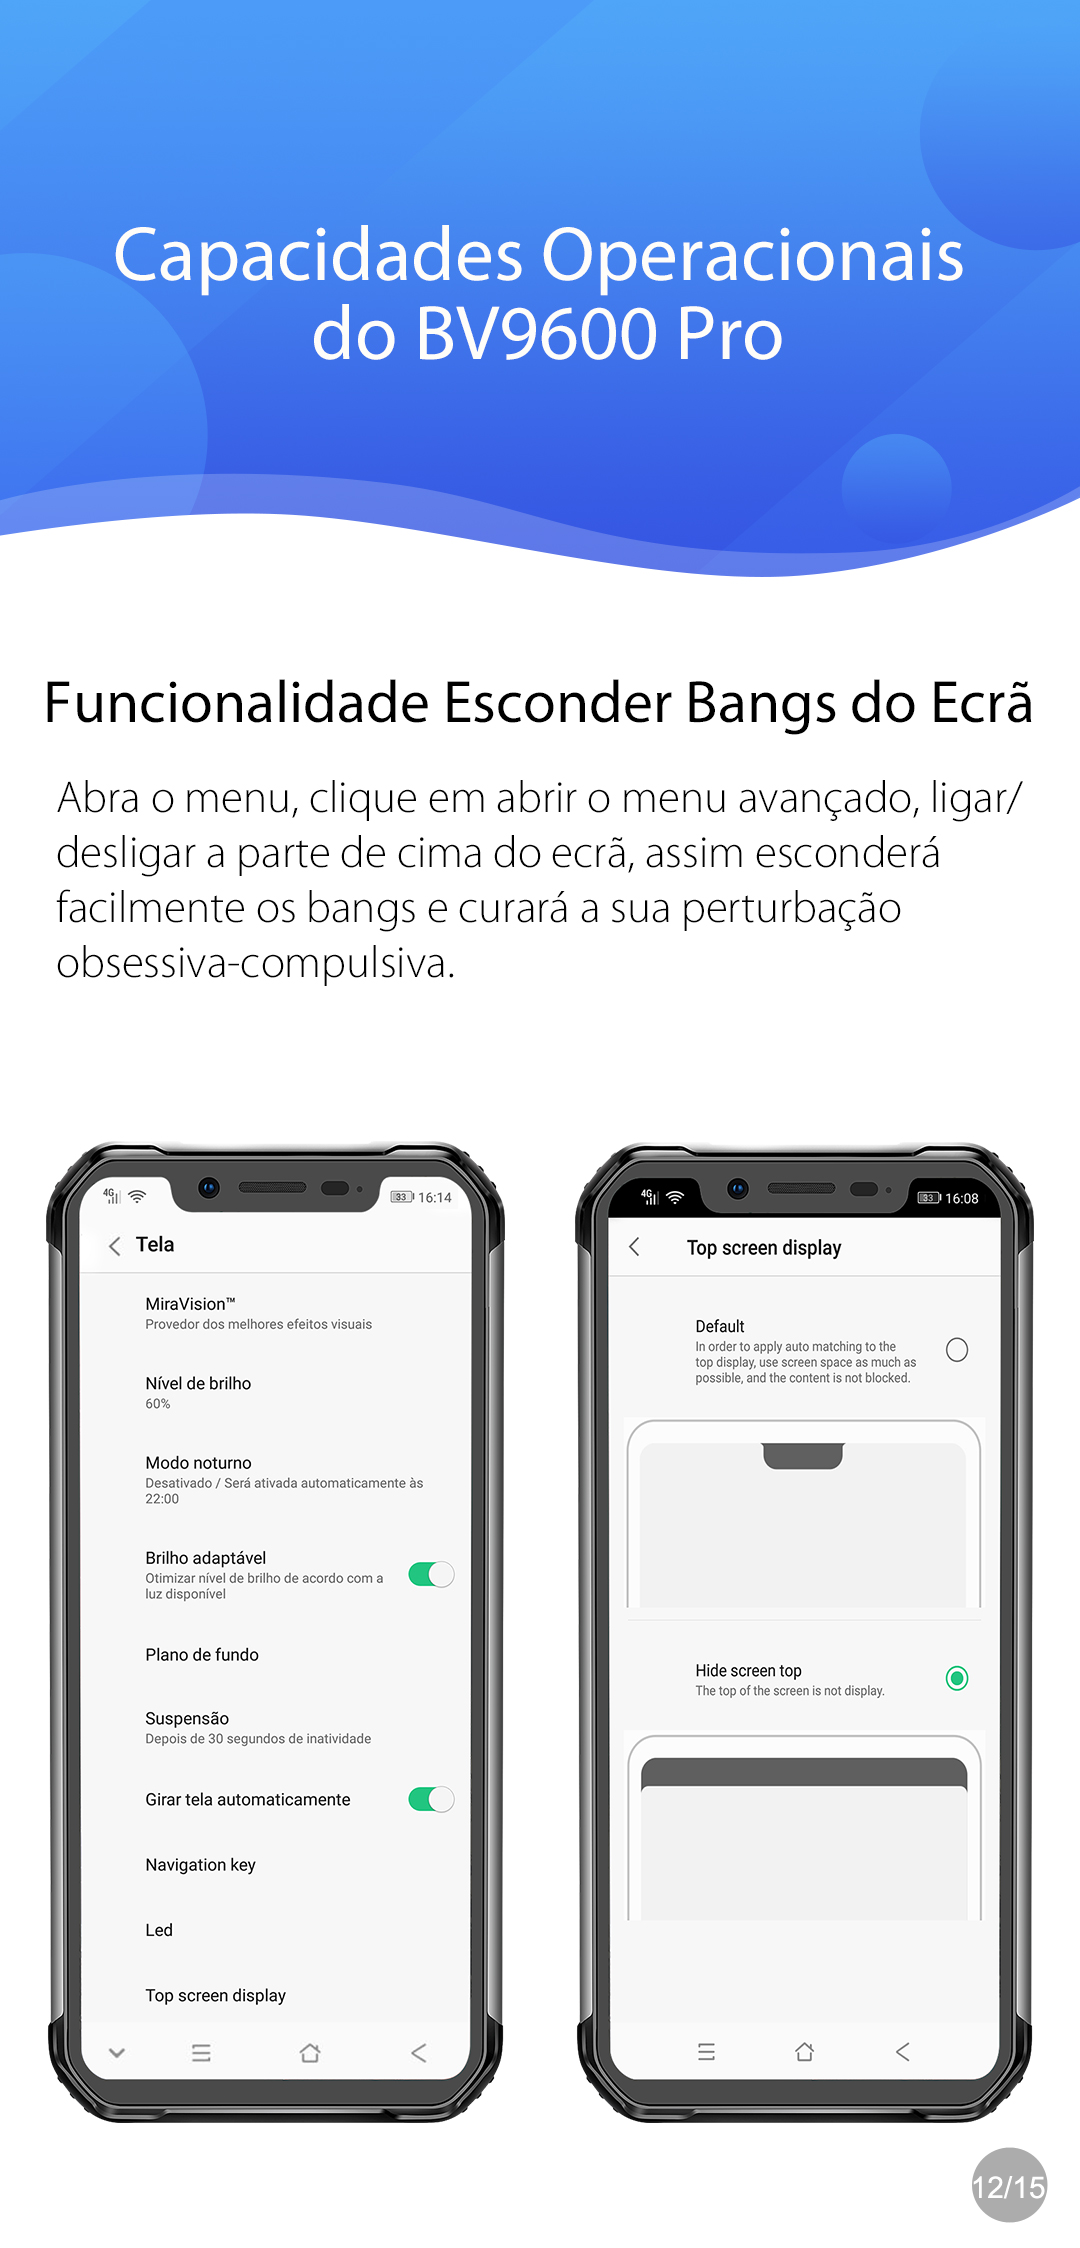 Capacidades Operacionais
do BV9600 Pro
Funcionalidade Esconder Bangs do Ecrã
Abra o menu, clique em abrir o menu avançado, ligar/
desligar a parte de cima do ecrã, assim esconderá
facilmente os bangs e curará a sua perturbação
obsessiva-compulsiva.
4G 33 16:14
Tela
MiraVision™
Provedor dos melhores efeitos visuais
Nível de brilho
60%
Modo noturno
Desativado / Será ativada automaticamente às
22:00
Brilho adaptável
Otimizar nível de brilho de acordo com a
luz disponível
Plano de fundo
Suspensão
Depois de 30 segundos de inatividade
Girar tela automaticamente
Navigation key
Led
Top screen display
4G 33 16:08
Top screen display
Default
In order to apply auto matching to the
top display, use screen space as much as
possible, and the content is not blocked.
Hide screen top
The top of the screen is not display.
12/15